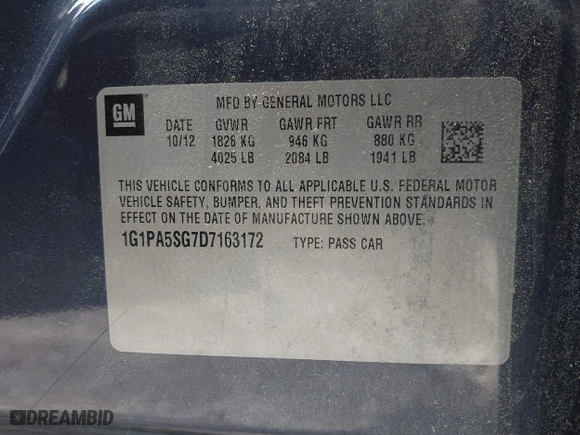 GM
MFD BY GENERAL MOTORS LLC
DATE GVWR GAWR FRT GAWR RR
10/12 1826 KG 946 KG 880 KG
4025 LB 2084 LB 1941 LB
THIS VEHICLE CONFORMS TO ALL APPLICABLE U.S. FEDERAL MOTOR
VEHICLE SAFETY, BUMPER, AND THEFT PREVENTION STANDARDS IN
EFFECT ON THE DATE OF MANUFACTURE SHOWN ABOVE.
1G1PA5SG7D7163172 TYPE: PASS CAR
DREAMBID